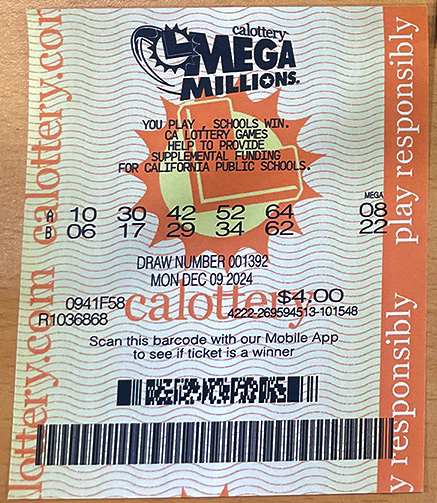 calottery
MEGA
MILLIONS.
YOU PLAY SCHOOLS WIN.
CA LOTTERY GAMES
HELP TO PROVIDE
SUPPLEMENTAL FUNDING
FOR CALIFORNIA PUBLIC SCHOOLS.
MEGA
A 10 30 42 52 64 08
B 06 17 29 34 62 22
DRAW NUMBER 001392
MON DEC 09 2024
0941F58 $4.00
calottery
R1036868 4222-269594513-101548
Scan this barcode with our Mobile App
to see if ticket is a winner
lottery.com calottery.com
play responsibly
y responsibly